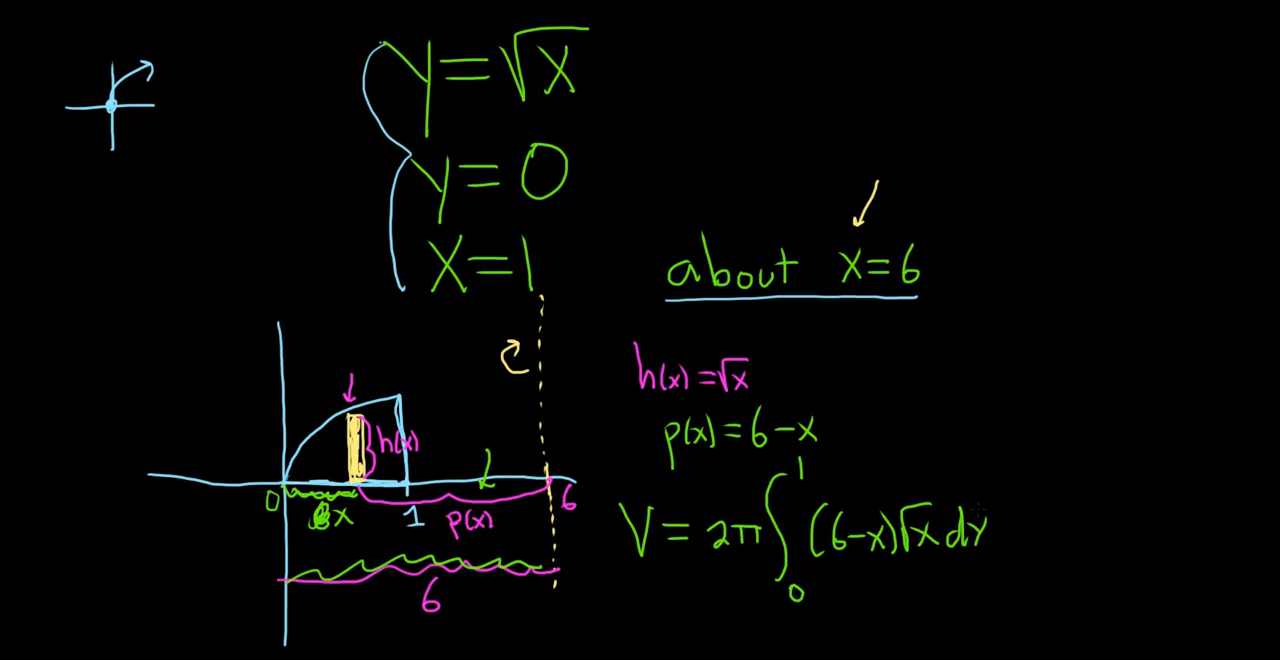 y=√x
y=0
x=1
about x=6
h(x)=√x
p(x)=6-x
V = 2π∫₀¹(6-x)√x dx
h(x)
0
x
1
p(x)
6
6